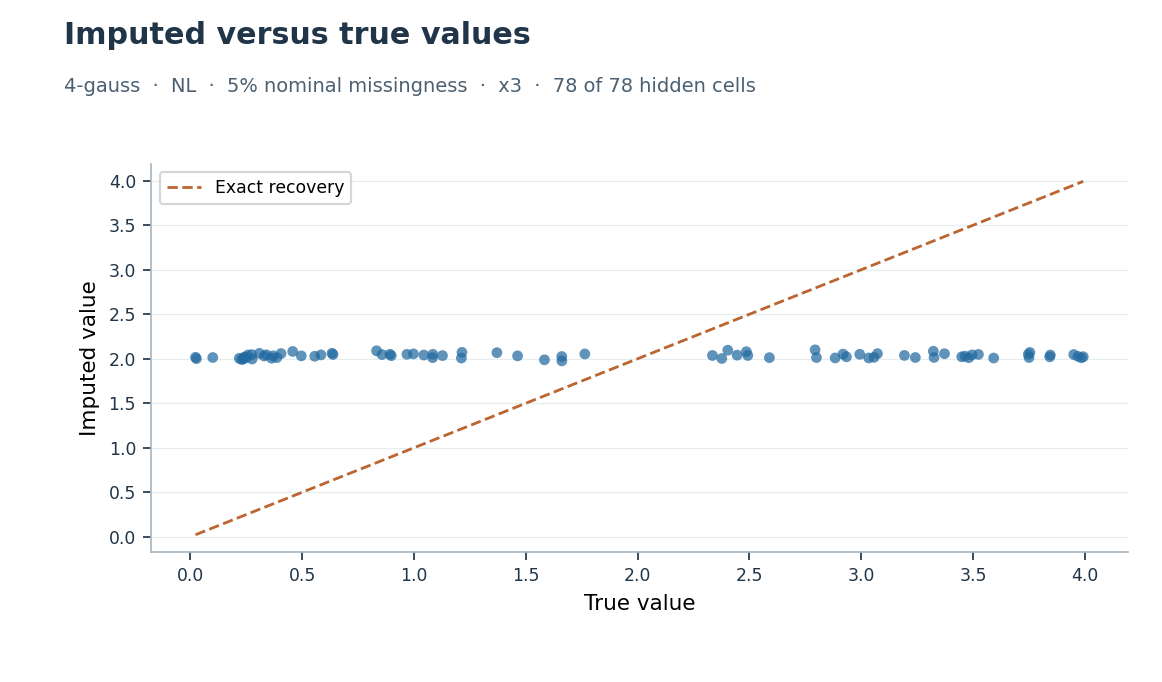 Imputed versus true values
4-gauss · NL · 5% nominal missingness · x3 · 78 of 78 hidden cells
Exact recovery
Imputed value
4.0
3.5
3.0
2.5
2.0
1.5
1.0
0.5
0.0
0.0 0.5 1.0 1.5 2.0 2.5 3.0 3.5 4.0
True value